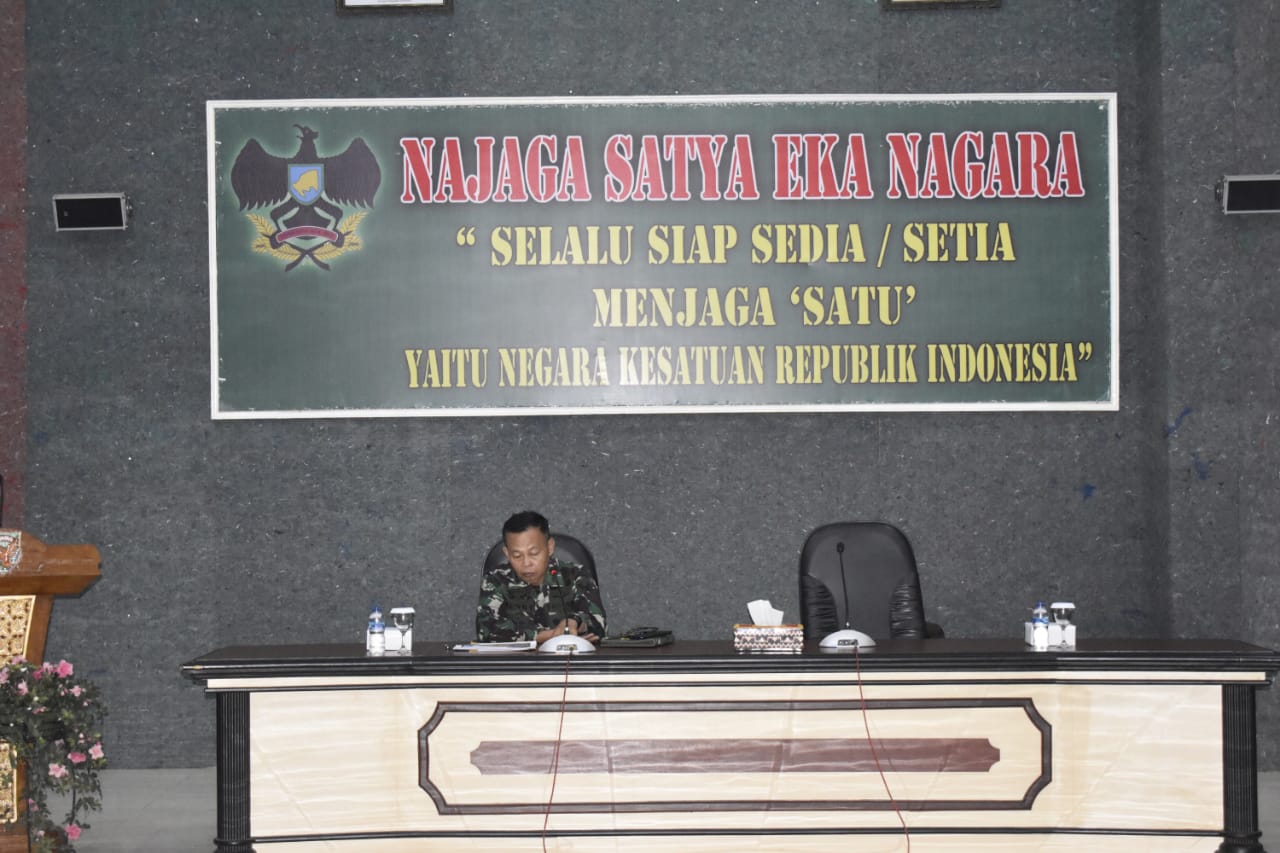 NAJAGA SATYA EKA NAGARA
“ SELALU SIAP SEDIA / SETIA
MENJAGA ‘SATU’
YAITU NEGARA KESATUAN REPUBLIK INDONESIA”